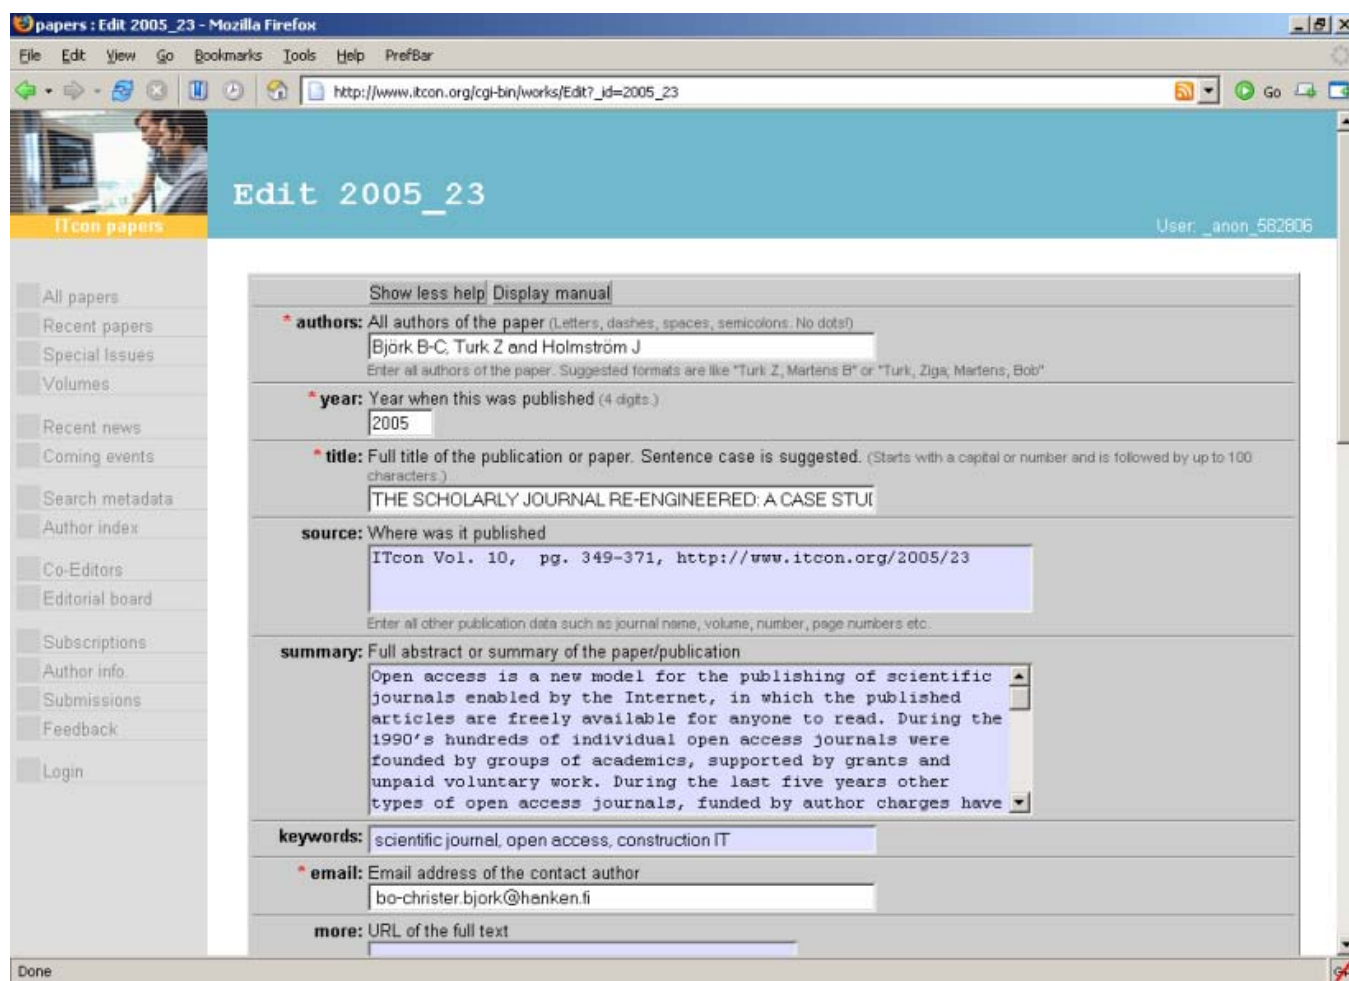 papers : Edit 2005_23 - Mozilla Firefox
File Edit View Go Bookmarks Tools Help PrefBar
http://www.itcon.org/cgi-bin/works/Edit?_id=2005_23
Go
Edit 2005_23
ITcon papers
User: _anon_582806
All papers
Recent papers
Special Issues
Volumes
Recent news
Coming events
Search metadata
Author index
Co-Editors
Editorial board
Subscriptions
Author info.
Submissions
Feedback
Login
Show less help Display manual
* authors: All authors of the paper (Letters, dashes, spaces, semicolons. No dots!)
Björk B-C, Turk Z and Holmström J
Enter all authors of the paper. Suggested formats are like "Turk Z, Martens B" or "Turk, Ziga; Martens, Bob"
* year: Year when this was published (4 digits.)
2005
* title: Full title of the publication or paper. Sentence case is suggested. (Starts with a capital or number and is followed by up to 100
characters.)
THE SCHOLARLY JOURNAL RE-ENGINEERED: A CASE STU
source: Where was it published
ITcon Vol. 10, pg. 349-371, http://www.itcon.org/2005/23
Enter all other publication data such as journal name, volume, number, page numbers etc.
summary: Full abstract or summary of the paper/publication
Open access is a new model for the publishing of scientific
journals enabled by the Internet, in which the published
articles are freely available for anyone to read. During the
1990's hundreds of individual open access journals were
founded by groups of academics, supported by grants and
unpaid voluntary work. During the last five years other
types of open access journals, funded by author charges have
keywords: scientific journal, open access, construction IT
* email: Email address of the contact author
bo-christer.bjork@hanken.fi
more: URL of the full text
Done